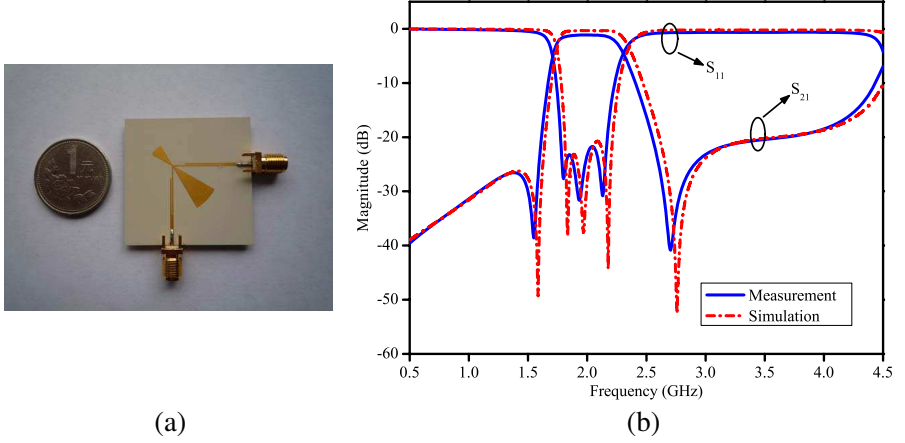 1
0
-10
-20
-30
-40
-50
-60
Magnitude (dB)
S11
S21
Measurement
Simulation
0.5 1.0 1.5 2.0 2.5 3.0 3.5 4.0 4.5
Frequency (GHz)
(a)
(b)